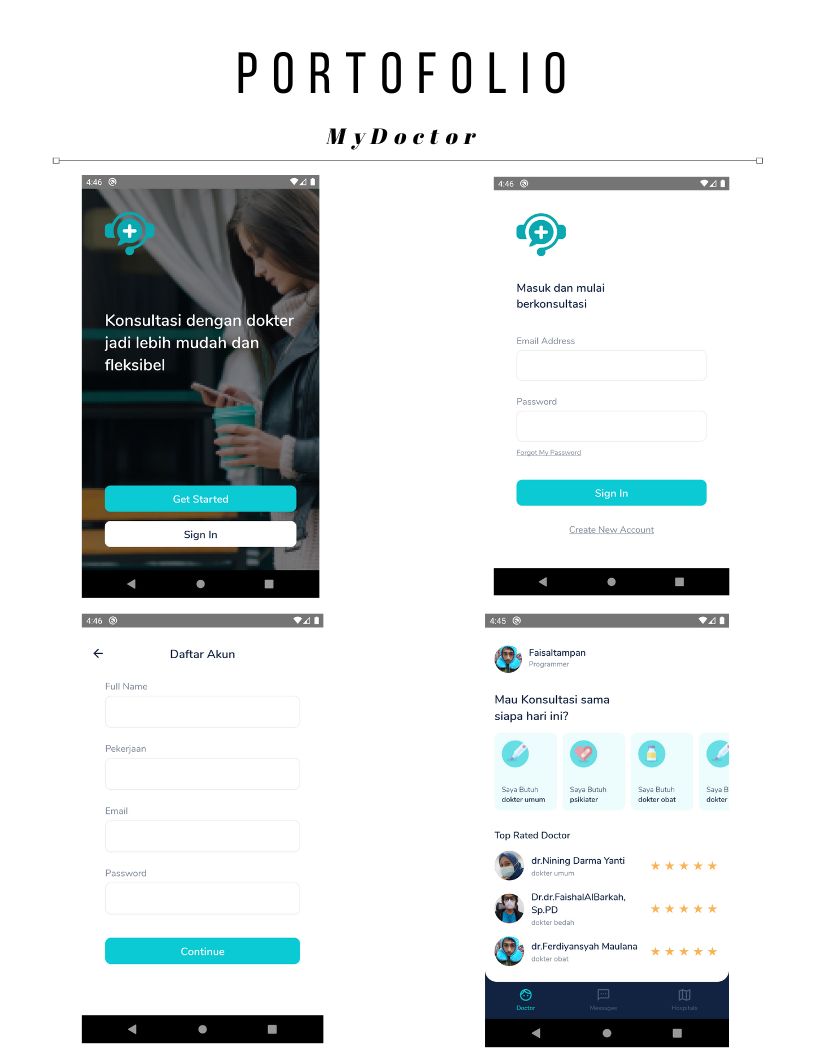 PORTOFOLIO
MyDoctor
4:46
Konsultasi dengan dokter
jadi lebih mudah dan
fleksibel
Get Started
Sign In
4:46
Masuk dan mulai
berkonsultasi
Email Address
Password
Forgot My Password
Sign In
Create New Account
4:46
Daftar Akun
Full Name
Pekerjaan
Email
Password
Continue
4:45
Faisaltampan
Programmer
Mau Konsultasi sama
siapa hari ini?
Saya Butuh
dokter umum
Saya Butuh
psikiater
Saya Butuh
dokter obat
Saya B
dokter
Top Rated Doctor
dr.Nining Darma Yanti
dokter umum
Dr.dr.FaishalAlBarkah,
Sp.PD
dokter bedah
dr.Ferdiyansyah Maulana
dokter obat
Doctor
Messages
Hospitals